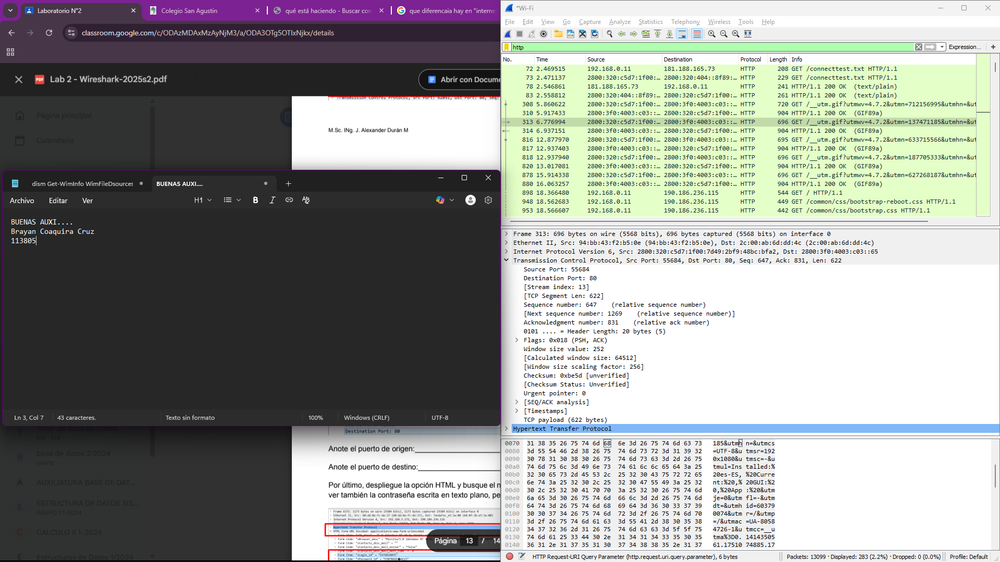 Laboratorio N°2
Colegio San Agustin
qué está haciendo - Buscar con
que diferencaia hay en "interne
classroom.google.com/c/ODAzMDAxMzAyNjM3/a/ODA3OTg5OTIxNjkx/details
PDF
Lab 2 - Wireshark-2025s2.pdf
Abrir con Docume
Página principal
Calendario
M.Sc. INg. J. Alexander Durán M
dism Get-WimInfo WimFileDsources
BUENAS AUXI....
Archivo
Editar
Ver
H1
BUENAS AUXI....
Brayan Coaquira Cruz
113805
Ln 3, Col 7
43 caracteres.
Texto sin formato
100%
Windows (CRLF)
UTF-8
Taller de Base de Datos
SIS - 518
base de datos 2/2024
cuarto
AUXILIATURA BASE DE DAT...
ESTRUCTURA DE DATOS SIS...
GRUPO 1 1-2024
CALCULO II 1-2024
Estructuras de Datos 1/2024
Destination Port: 80
Anote el puerto de origen:
Anote el puerto de destino:
Por último, despliegue la opción HTML y busque el n
ver también la contraseña escrita en texto plano, pe
Frame 6371: 1173 bytes on wire (9384 bits), 1173 bytes captured (9384 bits) on interface 0
Hypertext Transfer Protocol
HTML Form URL Encoded: application/x-www-form-urlencoded
Form item: "sContacto_desc_mail" = ""
Form item: "sContacto_desc_mail_enviar" = "false"
Form item: "sLogin_id" = "ESTUDIANTE"
Página 13 / 14
*Wi-Fi
File Edit View Go Capture Analyze Statistics Telephony Wireless Tools Help
http
Expression...
No. Time Source Destination Protocol Length Info
72 2.469515 192.168.0.11 181.188.165.73 HTTP 208 GET /connecttest.txt HTTP/1.1
73 2.471137 2800:320:c5d7:1f00:… 2800:320:404::8f89:… HTTP 229 GET /connecttest.txt HTTP/1.1
78 2.546861 181.188.165.73 192.168.0.11 HTTP 241 HTTP/1.1 200 OK (text/plain)
83 2.558812 2800:320:404::8f89:… 2800:320:c5d7:1f00:… HTTP 261 HTTP/1.1 200 OK (text/plain)
308 5.860622 2800:320:c5d7:1f00:… 2800:3f0:4003:c03::… HTTP 720 GET /__utm.gif?utmwv=4.7.2&utmn=712156995&utmhn=&ut
310 5.917433 2800:3f0:4003:c03::… 2800:320:c5d7:1f00:… HTTP 904 HTTP/1.1 200 OK (GIF89a)
313 6.776994 2800:320:c5d7:1f00:… 2800:3f0:4003:c03::… HTTP 696 GET /__utm.gif?utmwv=4.7.2&utmn=137471185&utmhn=&ut
314 6.937151 2800:3f0:4003:c03::… 2800:320:c5d7:1f00:… HTTP 904 HTTP/1.1 200 OK (GIF89a)
816 12.877970 2800:320:c5d7:1f00:… 2800:3f0:4003:c03::… HTTP 695 GET /__utm.gif?utmwv=4.7.2&utmn=633715566&utmhn=&ut
817 12.937403 2800:3f0:4003:c03::… 2800:320:c5d7:1f00:… HTTP 904 HTTP/1.1 200 OK (GIF89a)
818 12.937940 2800:320:c5d7:1f00:… 2800:3f0:4003:c03::… HTTP 696 GET /__utm.gif?utmwv=4.7.2&utmn=187705333&utmhn=&ut
820 13.017081 2800:3f0:4003:c03::… 2800:320:c5d7:1f00:… HTTP 904 HTTP/1.1 200 OK (GIF89a)
878 15.914338 2800:320:c5d7:1f00:… 2800:3f0:4003:c03::… HTTP 696 GET /__utm.gif?utmwv=4.7.2&utmn=627268187&utmhn=&ut
880 16.063257 2800:3f0:4003:c03::… 2800:320:c5d7:1f00:… HTTP 904 HTTP/1.1 200 OK (GIF89a)
898 18.366480 192.168.0.11 190.186.236.115 HTTP 544 GET / HTTP/1.1
948 18.562683 192.168.0.11 190.186.236.115 HTTP 449 GET /common/css/bootstrap-reboot.css HTTP/1.1
953 18.566607 192.168.0.11 190.186.236.115 HTTP 442 GET /common/css/bootstrap.css HTTP/1.1
Frame 313: 696 bytes on wire (5568 bits), 696 bytes captured (5568 bits) on interface 0
Ethernet II, Src: 94:bb:43:f2:b5:0e (94:bb:43:f2:b5:0e), Dst: 2c:00:ab:6d:dd:4c (2c:00:ab:6d:dd:4c)
Internet Protocol Version 6, Src: 2800:320:c5d7:1f00:7d49:2bf9:48bc:bfa2, Dst: 2800:3f0:4003:c03::65
Transmission Control Protocol, Src Port: 55684, Dst Port: 80, Seq: 647, Ack: 831, Len: 622
Source Port: 55684
Destination Port: 80
[Stream index: 13]
[TCP Segment Len: 622]
Sequence number: 647 (relative sequence number)
[Next sequence number: 1269 (relative sequence number)]
Acknowledgment number: 831 (relative ack number)
0101 .... = Header Length: 20 bytes (5)
Flags: 0x018 (PSH, ACK)
Window size value: 252
[Calculated window size: 64512]
[Window size scaling factor: 256]
Checksum: 0xbe5d [unverified]
[Checksum Status: Unverified]
Urgent pointer: 0
[SEQ/ACK analysis]
[Timestamps]
TCP payload (622 bytes)
Hypertext Transfer Protocol
0070 31 38 35 26 75 74 6d 68 6e 3d 26 75 74 6d 63 73 185&utmh n=&utmcs
0080 3d 55 54 46 2d 38 26 75 74 6d 73 72 3d 31 39 32 =UTF-8&u tmsr=192
0090 30 78 31 30 38 30 26 75 74 6d 73 63 3d 2d 26 75 0x1080&u tmsc=-&u
00a0 74 6d 75 6c 3d 49 6e 73 74 61 6c 6c 65 64 3a 25 tmul=Ins talled:%
00b0 32 30 65 73 2d 45 53 2c 25 32 30 43 75 72 72 65 20es-ES, %20Curre
00c0 6e 74 3a 25 32 30 2c 25 32 30 47 55 49 3a 25 32 nt:%20,% 20GUI:%2
00d0 30 2c 25 32 30 41 70 70 3a 25 32 30 26 75 74 6d 0,%20App :%20&utm
00e0 6a 65 3d 30 26 75 74 6d 66 6c 3d 2d 26 75 74 6d je=0&utm fl=-&utm
00f0 64 74 3d 26 75 74 6d 68 69 64 3d 36 30 33 37 39 dt=&utmh id=60379
0100 30 30 37 34 26 75 74 6d 72 3d 2f 26 75 74 6d 70 0074&utm r=/&utmp
0110 3d 2f 26 75 74 6d 61 63 3d 55 41 2d 38 30 35 38 =/&utmac =UA-8058
0120 34 37 32 36 2d 31 26 75 74 6d 63 63 3d 5f 5f 75 4726-1&u tmcc=__u
0130 74 6d 61 25 33 44 30 2e 31 34 31 34 33 35 30 35 tma%3D0. 14143505
0140 36 31 2e 31 37 35 31 30 37 34 38 38 35 2e 31 37 61.17510 74885.17
HTTP Request-URI Query Parameter (http.request.uri.query.parameter), 6 bytes
Packets: 13099 · Displayed: 283 (2.2%) · Dropped: 0 (0.0%)
Profile: Default